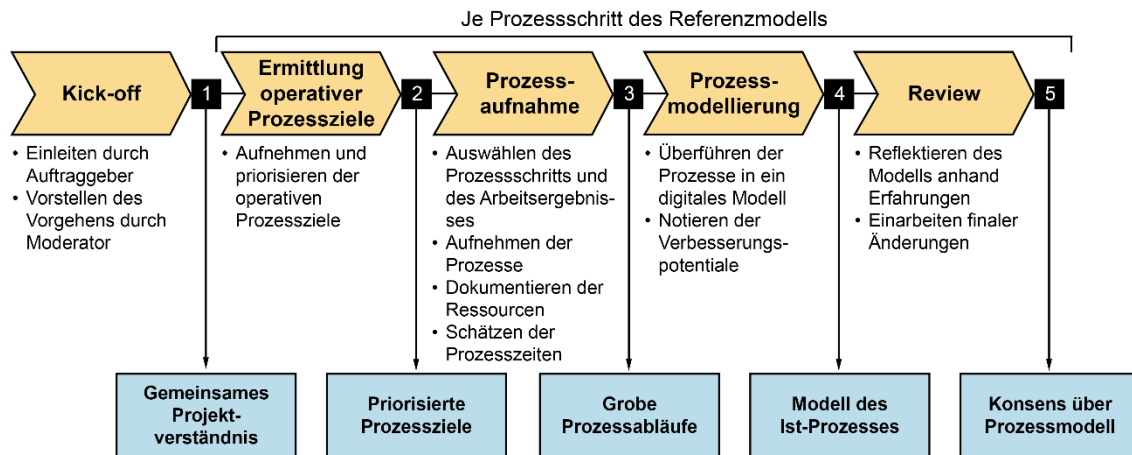 Je Prozessschritt des Referenzmodells
Kick-off
1
Ermittlung
operativer
Prozessziele
2
Prozess-
aufnahme
3
Prozess-
modellierung
4
Review
5
• Einleiten durch
Auftraggeber
• Vorstellen des
Vorgehens durch
Moderator
• Aufnehmen und
priorisieren der
operativen
Prozessziele
• Auswählen des
Prozessschritts und
des Arbeitsergebnis-
ses
• Aufnehmen der
Prozesse
• Dokumentieren der
Ressourcen
• Schätzen der
Prozesszeiten
• Überführen der
Prozesse in ein
digitales Modell
• Notieren der
Verbesserungs-
potentiale
• Reflektieren des
Modells anhand
Erfahrungen
• Einarbeiten finaler
Änderungen
Gemeinsames
Projekt-
verständnis
Priorisierte
Prozessziele
Grobe
Prozessabläufe
Modell des
Ist-Prozesses
Konsens über
Prozessmodell